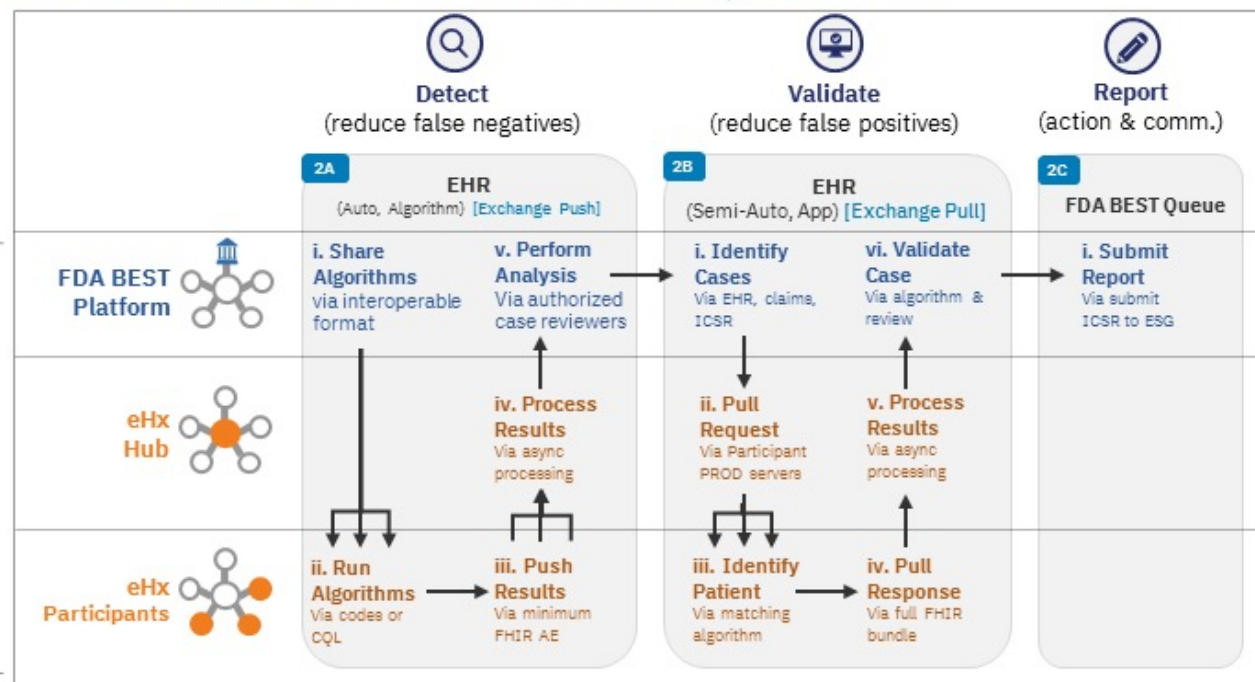 Detect
(reduce false negatives)
Validate
(reduce false positives)
Report
(action & comm.)
2A
EHR
(Auto, Algorithm) [Exchange Push]
2B
EHR
(Semi-Auto, App) [Exchange Pull]
2C
FDA BEST Queue
FDA BEST
Platform
i. Share
Algorithms
via interoperable
format
v. Perform
Analysis
Via authorized
case reviewers
i. Identify
Cases
Via EHR, claims,
ICSR
vi. Validate
Case
Via algorithm &
review
i. Submit
Report
Via submit
ICSR to ESG
eHx
Hub
iv. Process
Results
Via async
processing
ii. Pull
Request
Via Participant
PROD servers
v. Process
Results
Via async
processing
eHx
Participants
ii. Run
Algorithms
Via codes or
CQL
iii. Push
Results
Via minimum
FHIR AE
iii. Identify
Patient
Via matching
algorithm
iv. Pull
Response
Via full FHIR
bundle